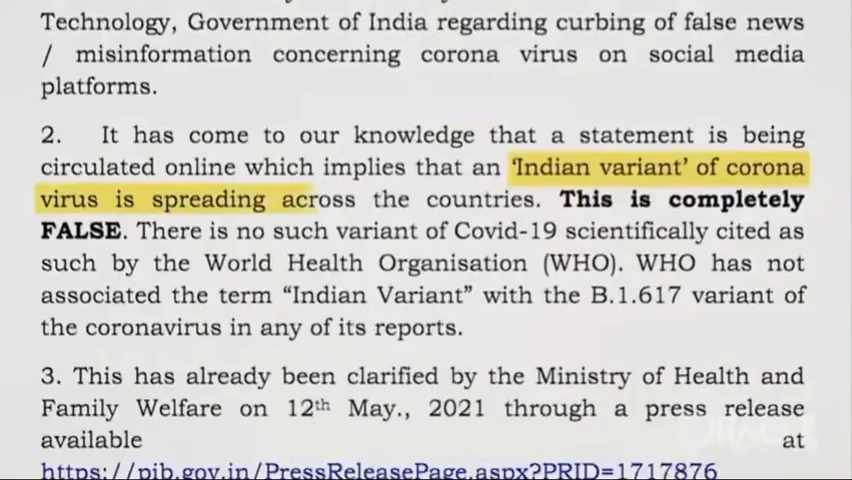 Technology, Government of India regarding curbing of false news
/ misinformation concerning corona virus on social media
platforms.
2. It has come to our knowledge that a statement is being
circulated online which implies that an 'Indian variant' of corona
virus is spreading across the countries. This is completely
FALSE. There is no such variant of Covid-19 scientifically cited as
such by the World Health Organisation (WHO). WHO has not
associated the term “Indian Variant” with the B.1.617 variant of
the coronavirus in any of its reports.
3. This has already been clarified by the Ministry of Health and
Family Welfare on 12th May., 2021 through a press release
available at
https://pib.gov.in/PressReleasePage.aspx?PRID=1717876